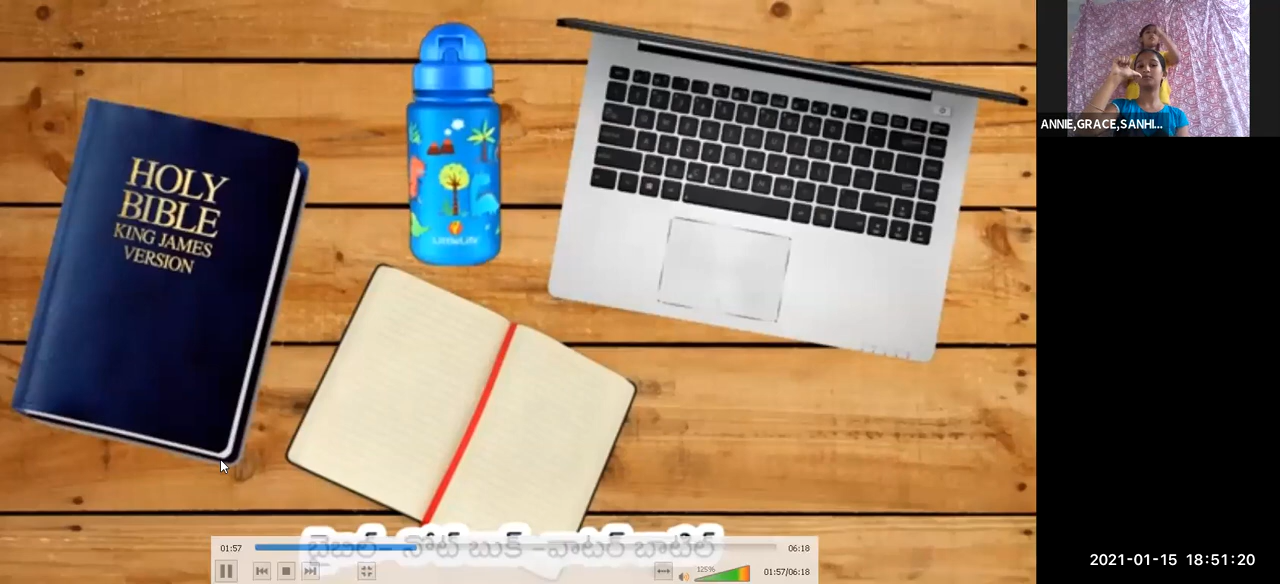 HOLY
BIBLE
KING JAMES
VERSION
LittleLife
ANNIE,GRACE,SANHI...
బైబిల్- నోట్ బుక్ -వాటర్ బాటిల్
01:57
06:18
125%
01:57/06:18
2021-01-15 18:51:20